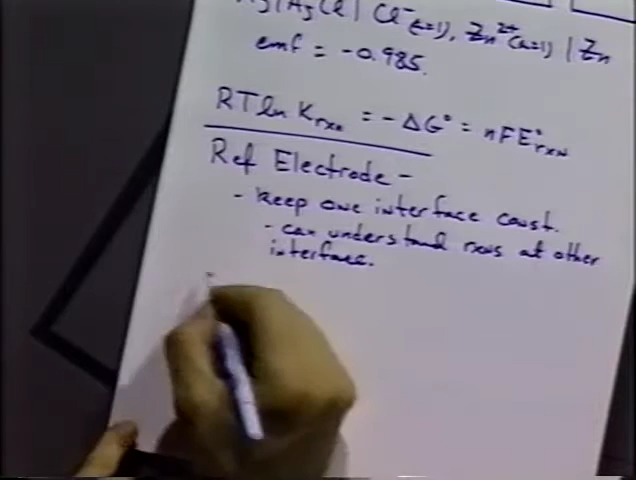 Ag|AgCl| Cl⁻(a=1), Zn²⁺(a=1) | Zn
emf = -0.985.
RT ln Krxn = -ΔG° = nFE°rxn
Ref Electrode -
- keep one interface const.
- can understand rxns at other
interface.